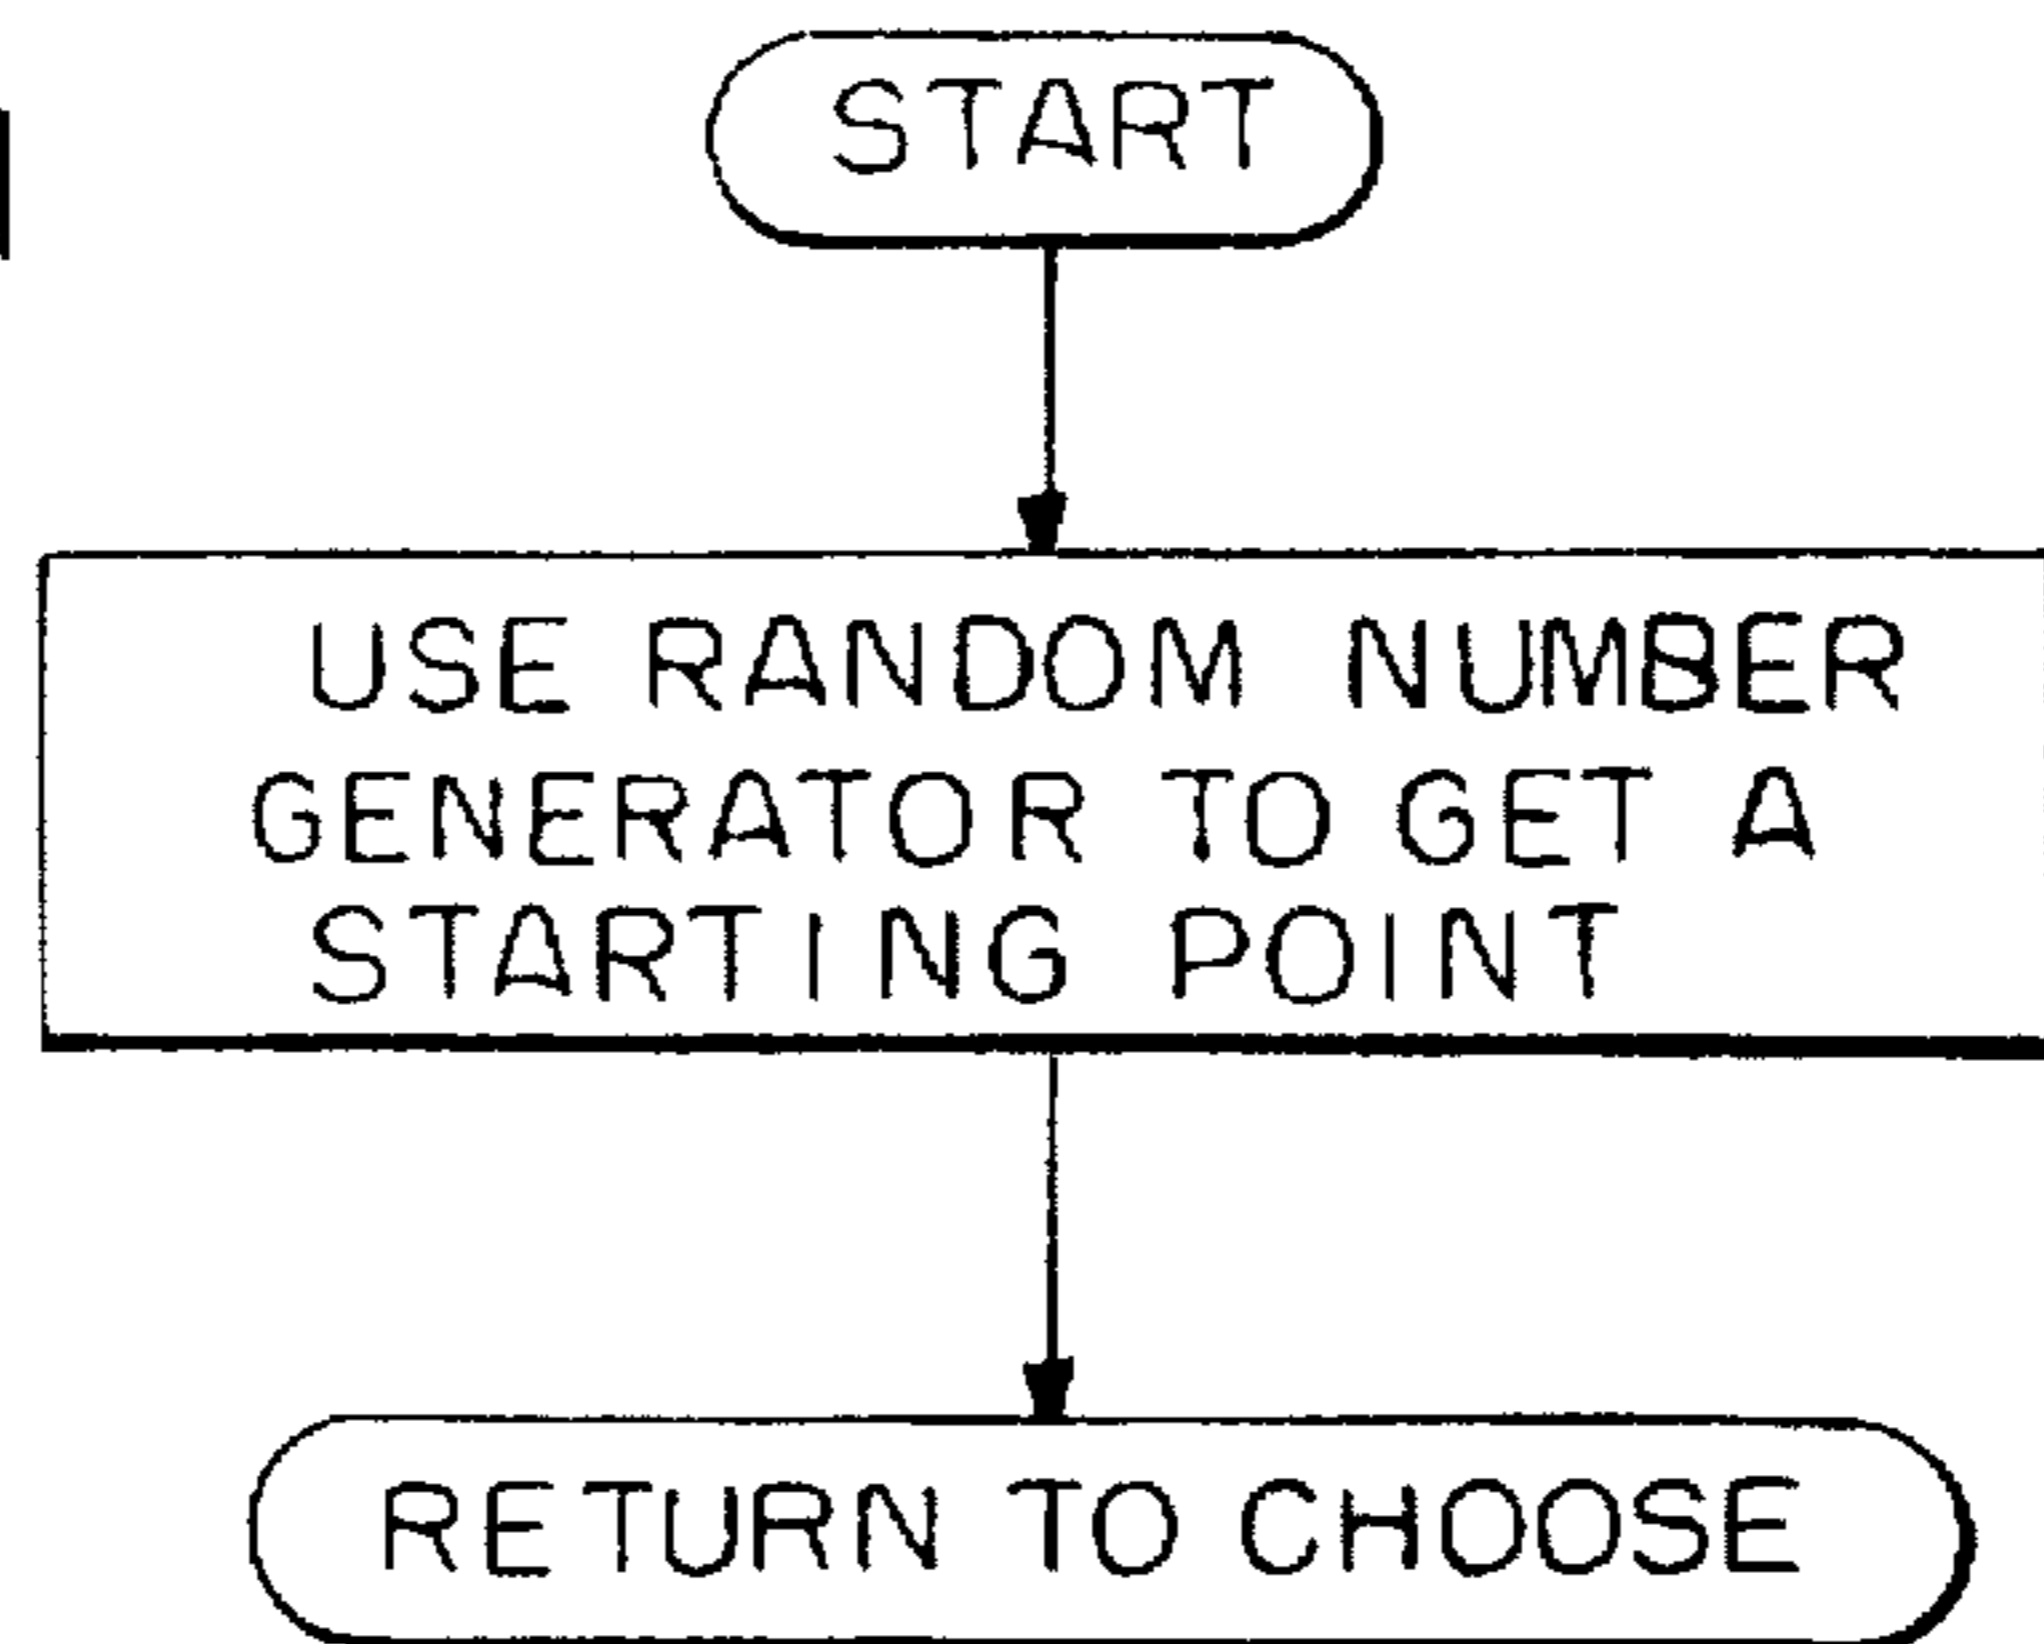 START
USE RANDOM NUMBER
GENERATOR TO GET A
STARTING POINT
RETURN TO CHOOSE